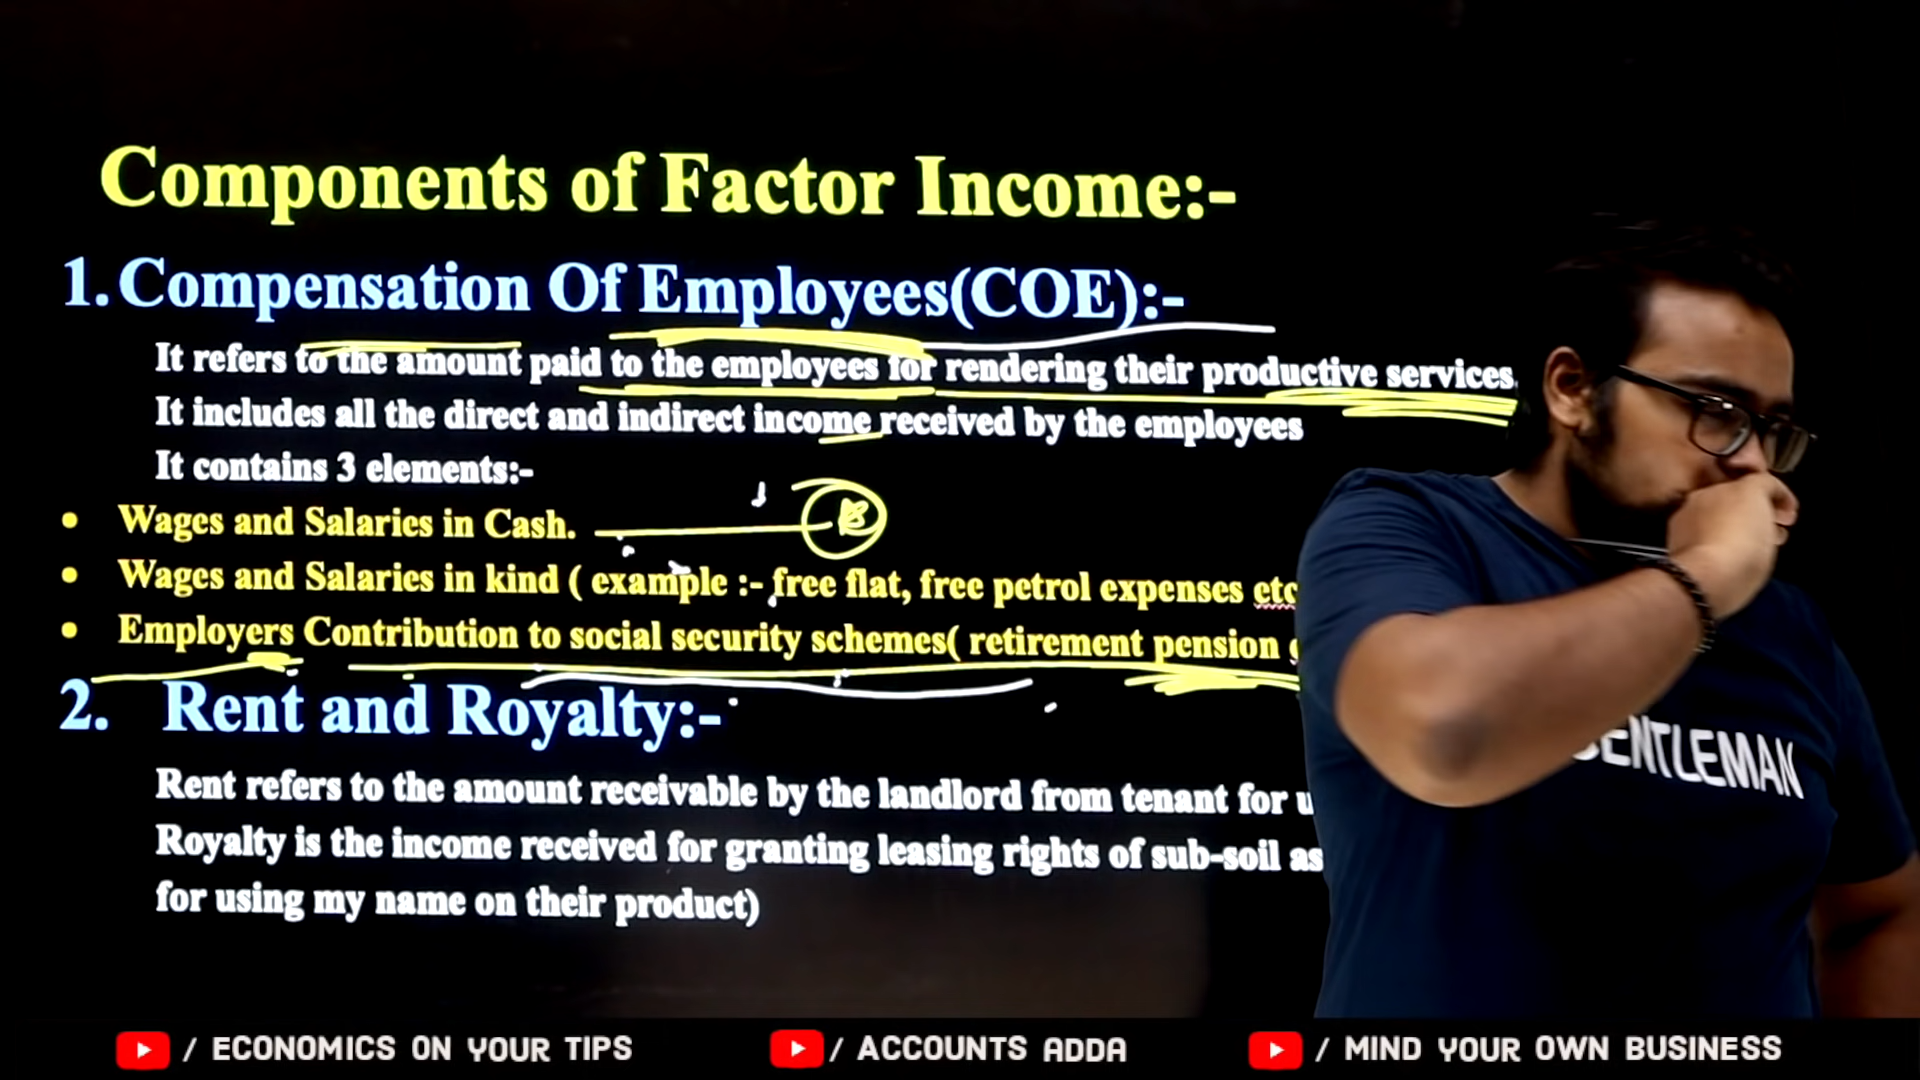 Components of Factor Income:-
1. Compensation Of Employees(COE):-
It refers to the amount paid to the employees for rendering their productive services.
It includes all the direct and indirect income received by the employees
It contains 3 elements:-
• Wages and Salaries in Cash.
• Wages and Salaries in kind ( example :- free flat, free petrol expenses etc
• Employers Contribution to social security schemes( retirement pension
2. Rent and Royalty:-
Rent refers to the amount receivable by the landlord from tenant for
Royalty is the income received for granting leasing rights of sub-soil
for using my name on their product)
/ ECONOMICS ON YOUR TIPS
/ ACCOUNTS ADDA
/ MIND YOUR OWN BUSINESS